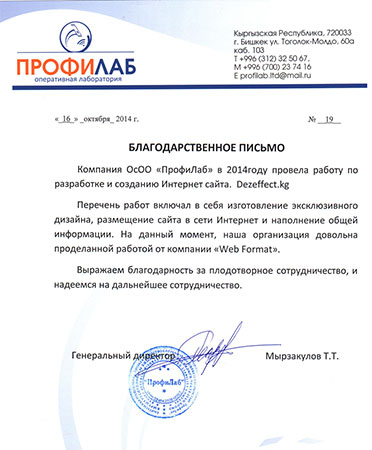 ПРОФИЛАБ
оперативная лаборатория
Кыргызская Республика, 720033
г. Бишкек ул. Тоголок-Молдо, 60а
каб. 103
T +996 (312) 32 50 67,
M +996 (700) 23 74 16
E profilab.ltd@mail.ru
«_16_» _октября_ 2014 г.
№ __19__
БЛАГОДАРСТВЕННОЕ ПИСЬМО
Компания ОсОО «ПрофиЛаб» в 2014году провела работу по
разработке и созданию Интернет сайта. Dezeffect.kg
Перечень работ включал в себя изготовление эксклюзивного
дизайна, размещение сайта в сети Интернет и наполнение общей
информации. На данный момент, наша организация довольна
проделанной работой от компании «Web Format».
Выражаем благодарность за плодотворное сотрудничество, и
надеемся на дальнейшее сотрудничество.
Генеральный директор
Мырзакулов Т.Т.
"ПрофиЛаб"